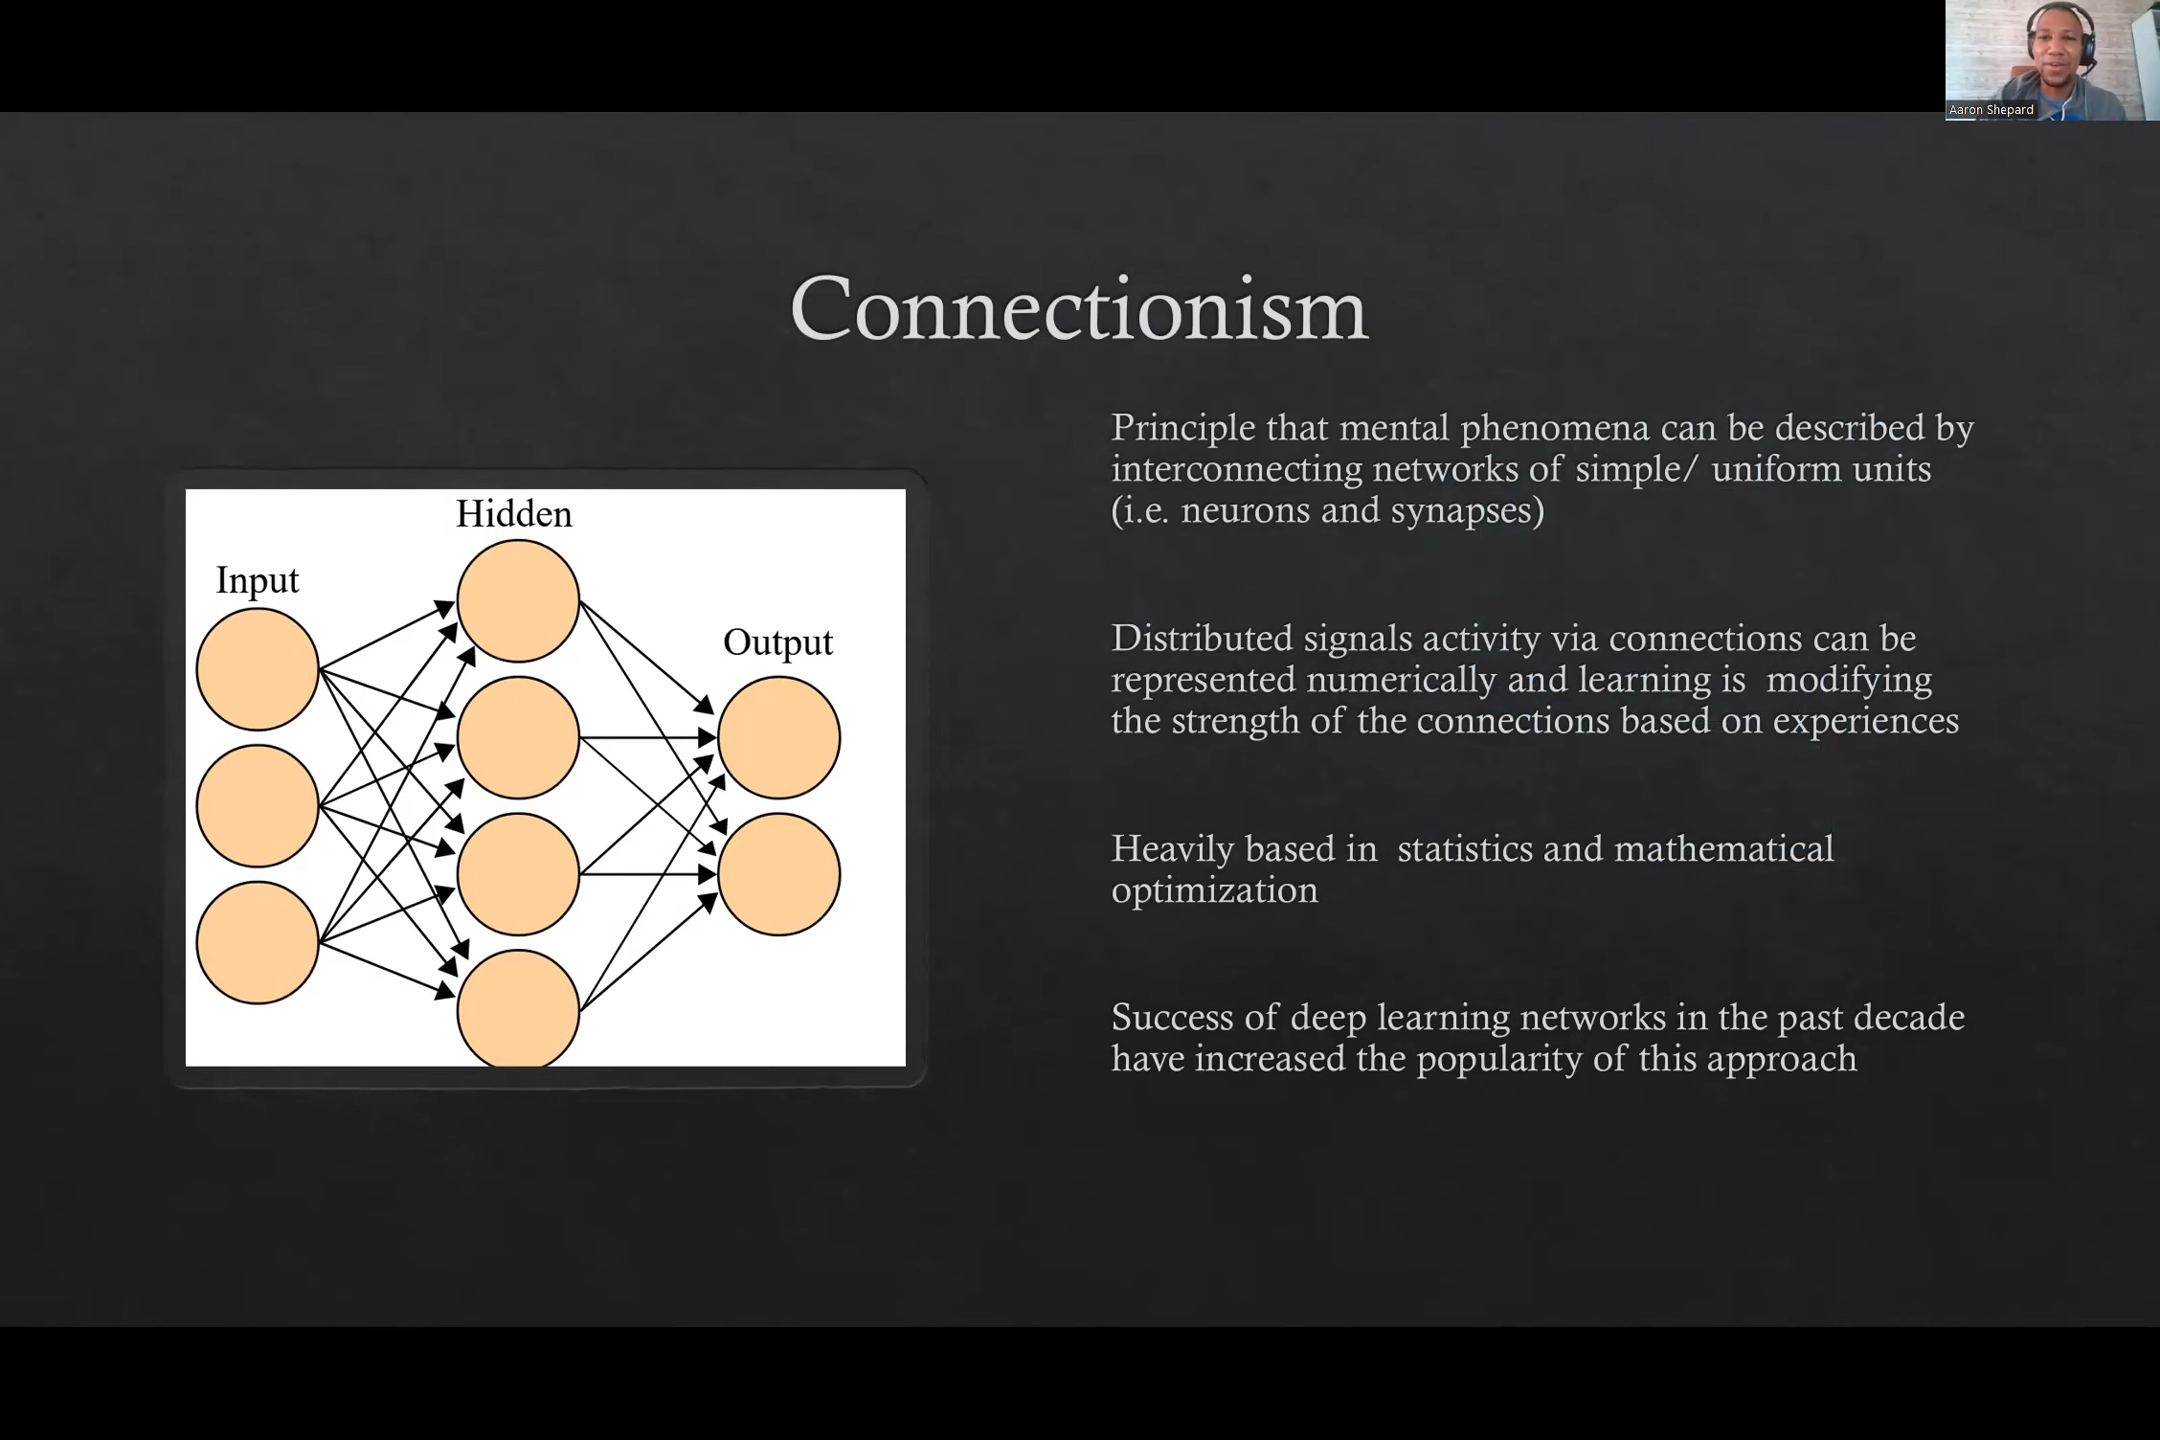 Aaron Shepard
Connectionism
Hidden
Input
Output
Principle that mental phenomena can be described by
interconnecting networks of simple/ uniform units
(i.e. neurons and synapses)
Distributed signals activity via connections can be
represented numerically and learning is  modifying
the strength of the connections based on experiences
Heavily based in  statistics and mathematical
optimization
Success of deep learning networks in the past decade
have increased the popularity of this approach